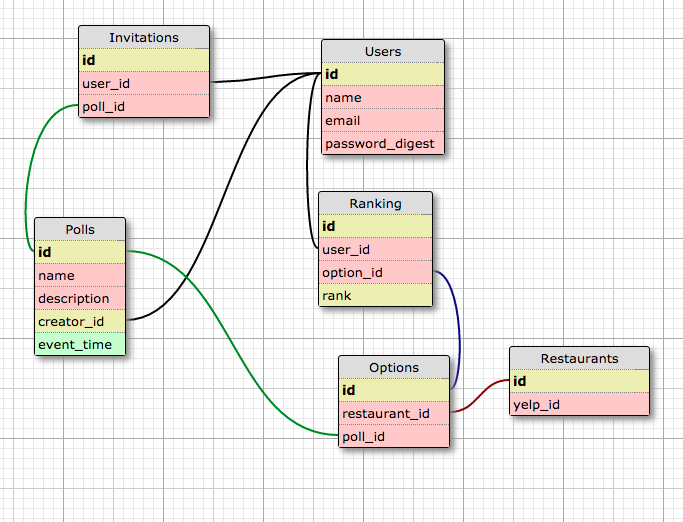 Invitations
id
user_id
poll_id
Users
id
name
email
password_digest
Ranking
id
user_id
option_id
rank
Polls
id
name
description
creator_id
event_time
Options
id
restaurant_id
poll_id
Restaurants
id
yelp_id